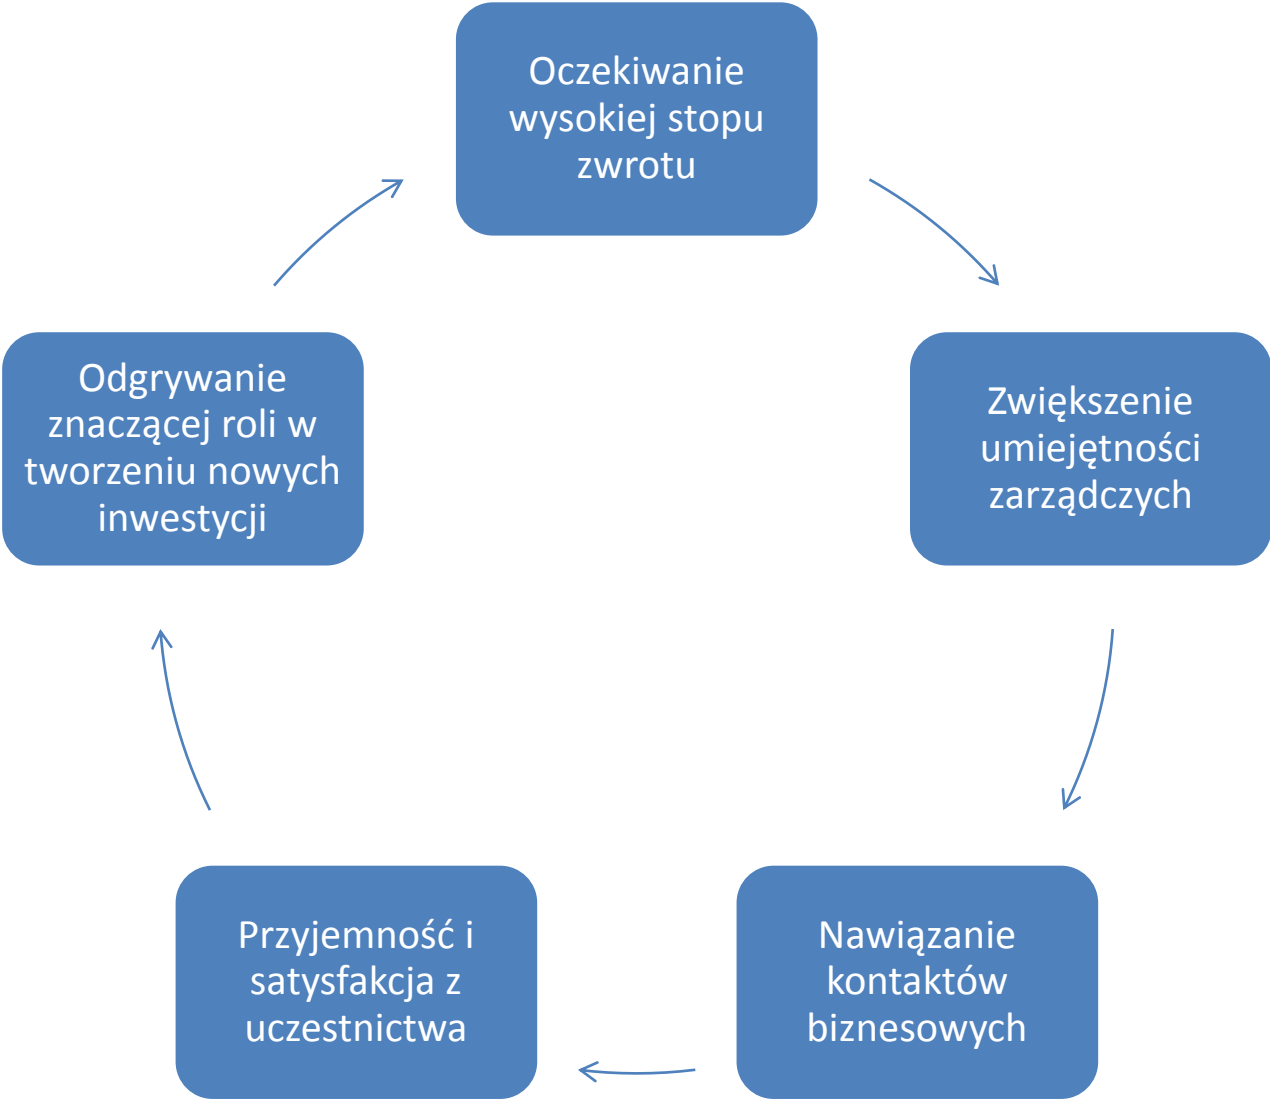 Oczekiwanie
wysokiej stopu
zwrotu
Zwiększenie
umiejętności
zarządczych
Nawiązanie
kontaktów
biznesowych
Przyjemność i
satysfakcja z
uczestnictwa
Odgrywanie
znaczącej roli w
tworzeniu nowych
inwestycji